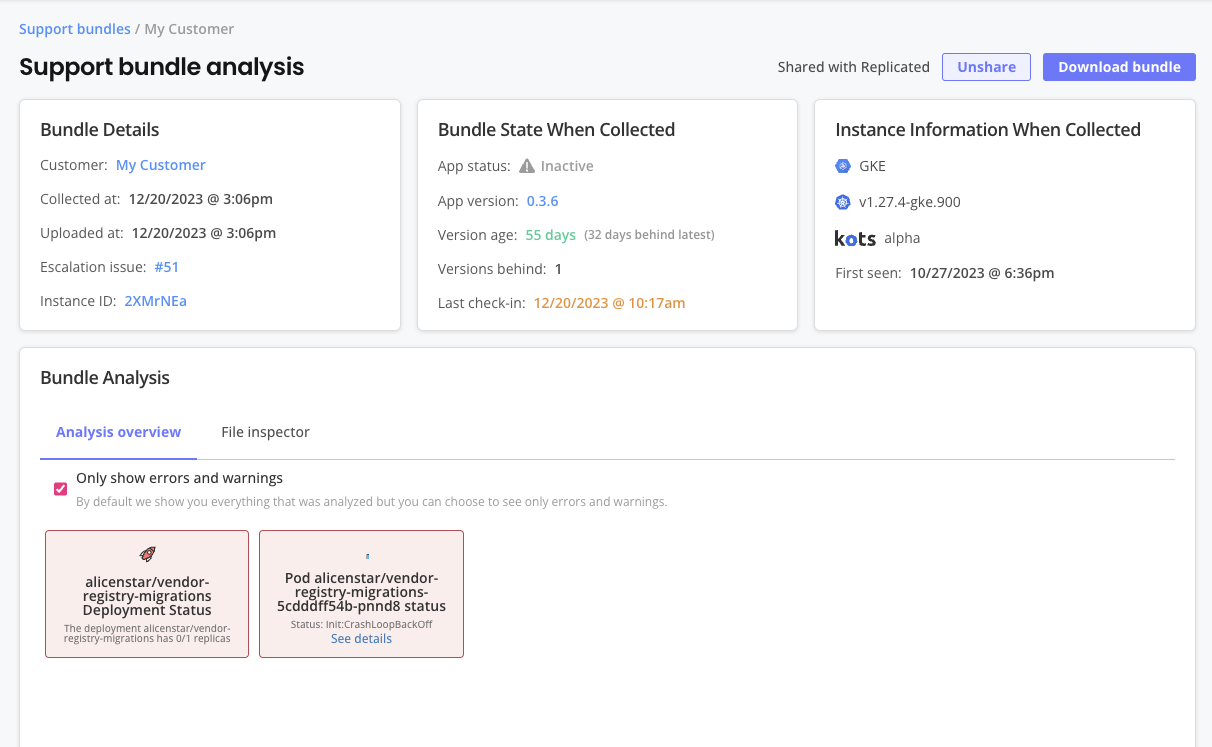 Support bundles / My Customer
Support bundle analysis
Shared with Replicated
Unshare
Download bundle
Bundle Details
Customer: My Customer
Collected at: 12/20/2023 @ 3:06pm
Uploaded at: 12/20/2023 @ 3:06pm
Escalation issue: #51
Instance ID: 2XMrNEa
Bundle State When Collected
App status: Inactive
App version: 0.3.6
Version age: 55 days (32 days behind latest)
Versions behind: 1
Last check-in: 12/20/2023 @ 10:17am
Instance Information When Collected
GKE
v1.27.4-gke.900
kots alpha
First seen: 10/27/2023 @ 6:36pm
Bundle Analysis
Analysis overview
File inspector
Only show errors and warnings
By default we show you everything that was analyzed but you can choose to see only errors and warnings.
alicenstar/vendor-
registry-migrations
Deployment Status
The deployment alicenstar/vendor-
registry-migrations has 0/1 replicas
Pod alicenstar/vendor-
registry-migrations-
5cdddff54b-pnnd8 status
Status: Init:CrashLoopBackOff
See details